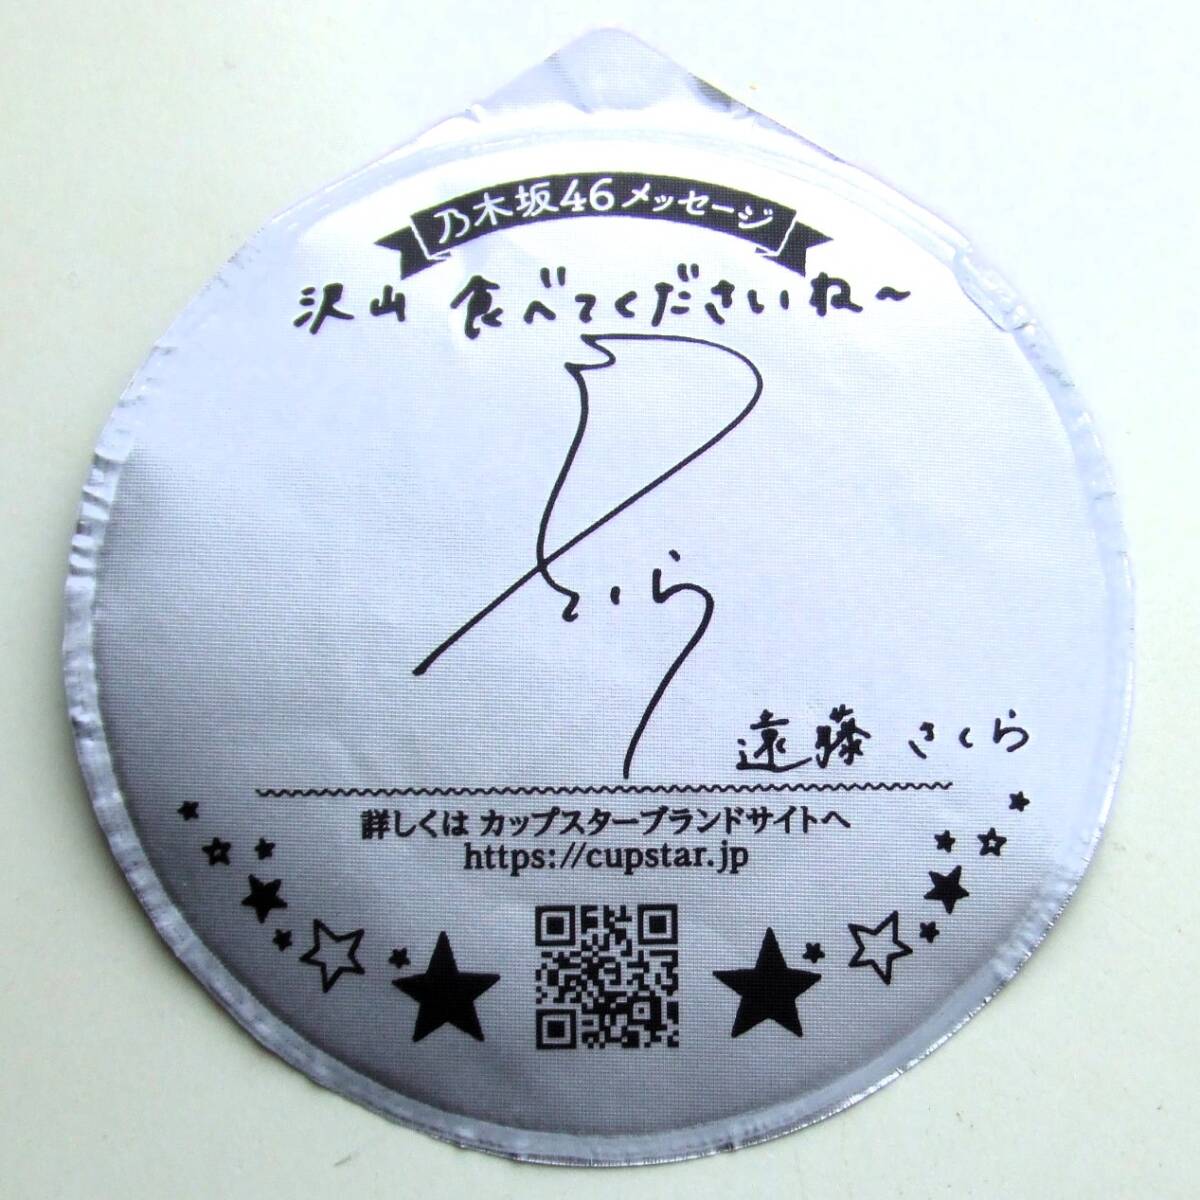 乃木坂46メッセージ
沢山 食べてくださいね～
さくら
遠藤 さくら
詳しくは カップスターブランドサイトへ
https://cupstar.jp